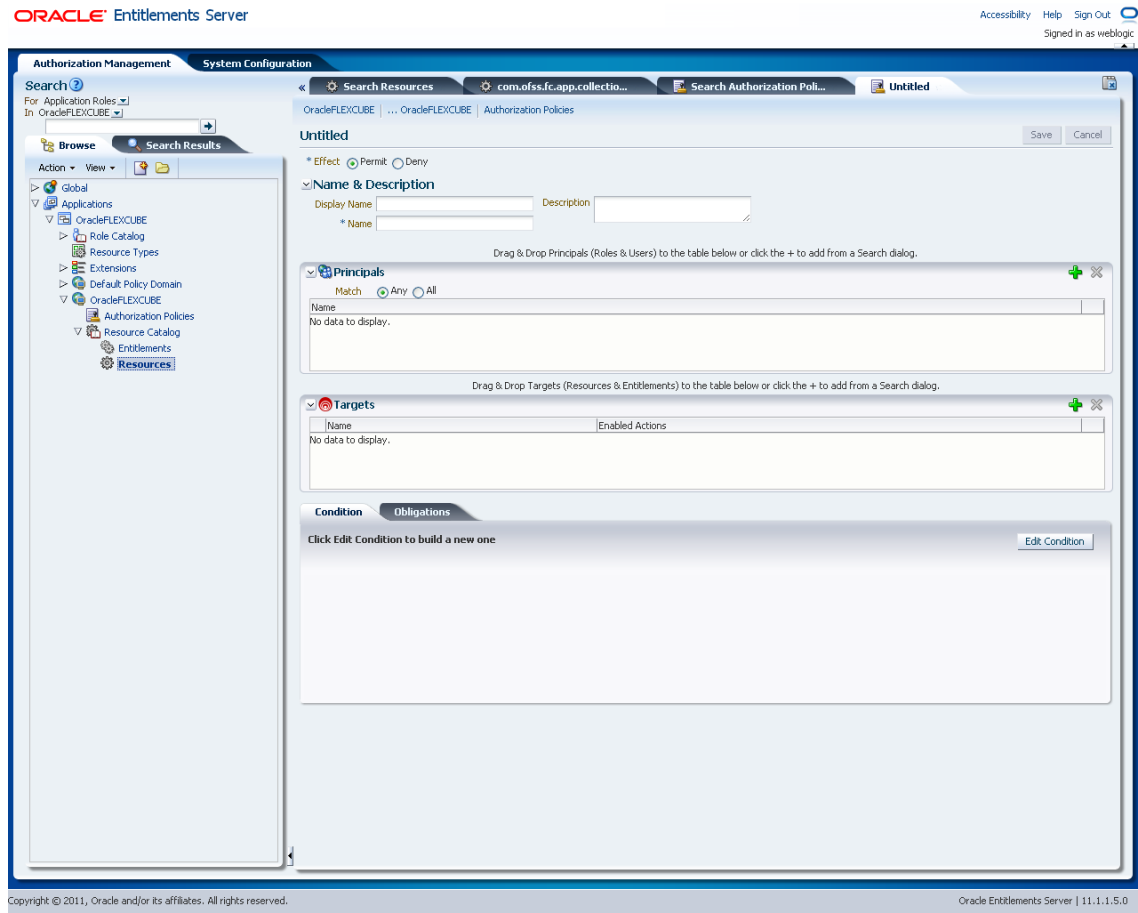 ORACLE Entitlements Server
Accessibility Help Sign Out
Signed in as weblogic
Authorization Management System Configuration
Search
For Application Roles
In OracleFLEXCUBE
Browse Search Results
Action View
Global
Applications
OracleFLEXCUBE
Role Catalog
Resource Types
Extensions
Default Policy Domain
OracleFLEXCUBE
Authorization Policies
Resource Catalog
Entitlements
Resources
« Search Resources com.ofss.fc.app.collectio... Search Authorization Poli... Untitled
OracleFLEXCUBE | ... OracleFLEXCUBE | Authorization Policies
Untitled
Save Cancel
* Effect Permit Deny
Name & Description
Display Name Description
* Name
Drag & Drop Principals (Roles & Users) to the table below or click the + to add from a Search dialog.
Principals
Match Any All
Name
No data to display.
Drag & Drop Targets (Resources & Entitlements) to the table below or click the + to add from a Search dialog.
Targets
Name Enabled Actions
No data to display.
Condition Obligations
Click Edit Condition to build a new one
Edit Condition
Copyright © 2011, Oracle and/or its affiliates. All rights reserved.
Oracle Entitlements Server | 11.1.1.5.0